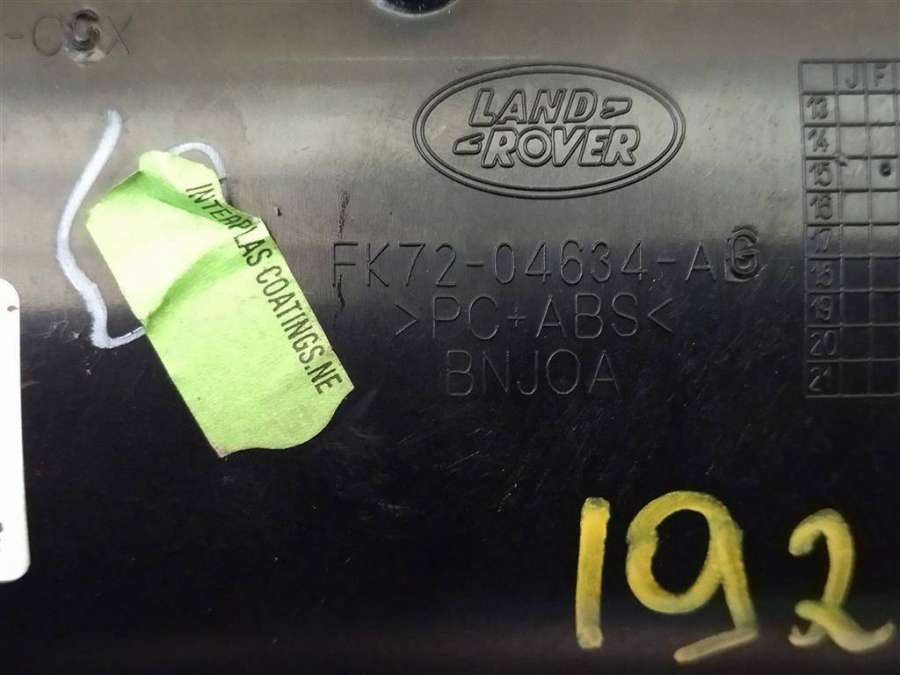 J F
13
14
15
16
17
LAND
ROVER
FK72-04634-AG
>PC+ABS<
BNJOA
19
20
21
INTERPLAS COATINGS.NE
192